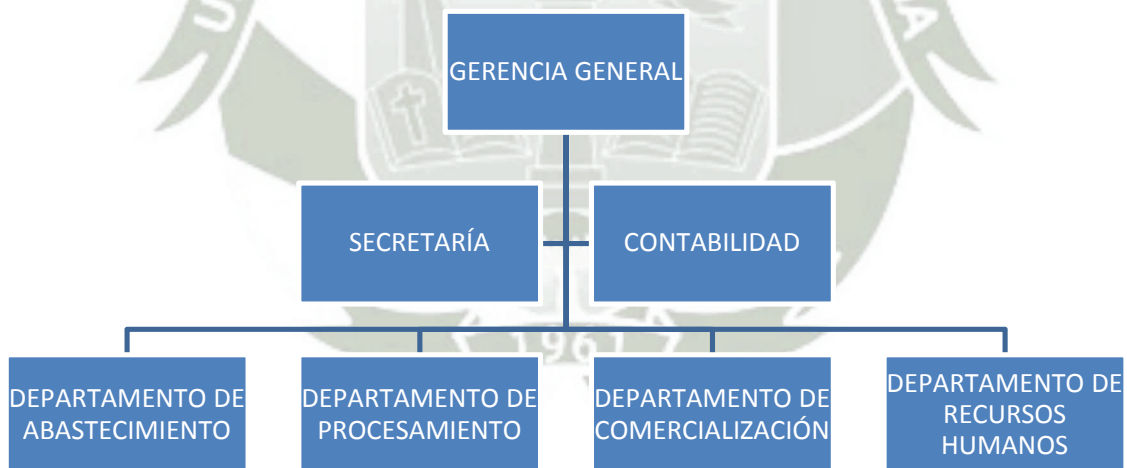 GERENCIA GENERAL
SECRETARÍA
CONTABILIDAD
DEPARTAMENTO DE
ABASTECIMIENTO
DEPARTAMENTO DE
PROCESAMIENTO
DEPARTAMENTO DE
COMERCIALIZACIÓN
DEPARTAMENTO DE
RECURSOS
HUMANOS